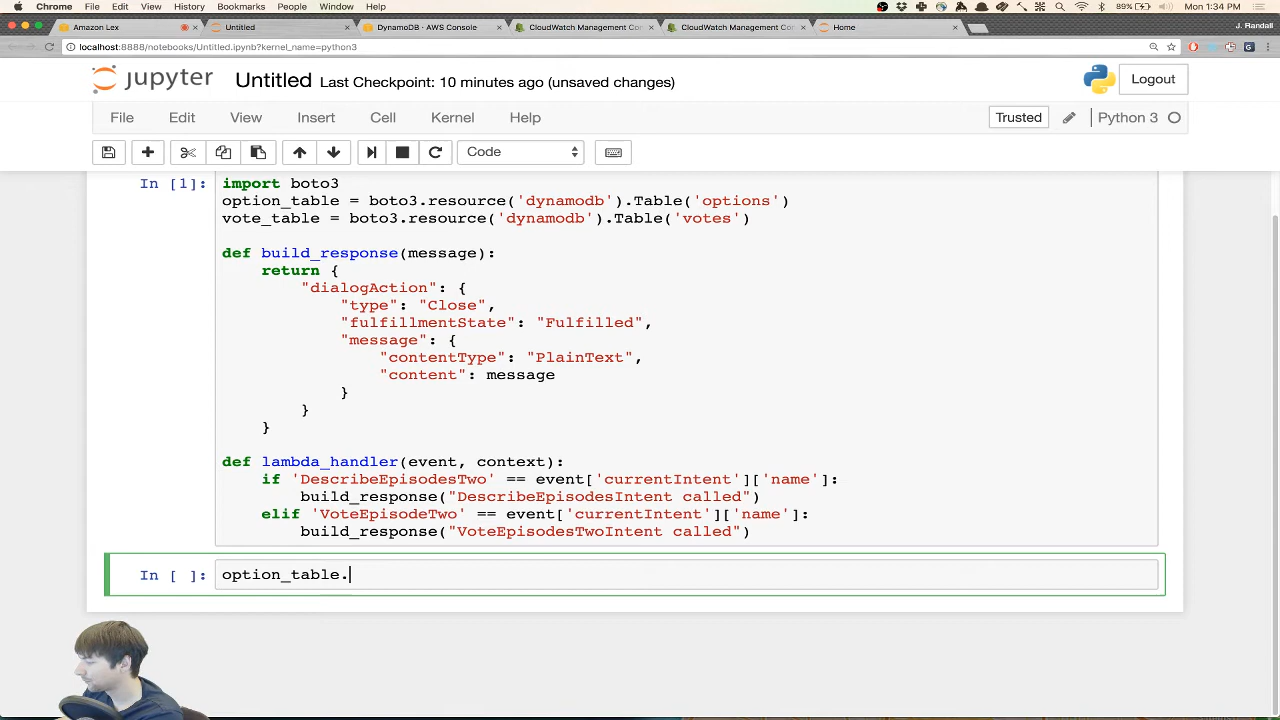 Chrome File Edit View History Bookmarks People Window Help 89% Mon 1:34 PM
Amazon Lex Untitled DynamoDB - AWS Console CloudWatch Management Con CloudWatch Management Con Home J. Randall
localhost:8888/notebooks/Untitled.ipynb?kernel_name=python3
jupyter Untitled Last Checkpoint: 10 minutes ago (unsaved changes) Logout
File Edit View Insert Cell Kernel Help Trusted Python 3
Code
In [1]: import boto3
option_table = boto3.resource('dynamodb').Table('options')
vote_table = boto3.resource('dynamodb').Table('votes')
def build_response(message):
return {
"dialogAction": {
"type": "Close",
"fulfillmentState": "Fulfilled",
"message": {
"contentType": "PlainText",
"content": message
}
}
}
def lambda_handler(event, context):
if 'DescribeEpisodesTwo' == event['currentIntent']['name']:
build_response("DescribeEpisodesIntent called")
elif 'VoteEpisodeTwo' == event['currentIntent']['name']:
build_response("VoteEpisodesTwoIntent called")
In [ ]: option_table.